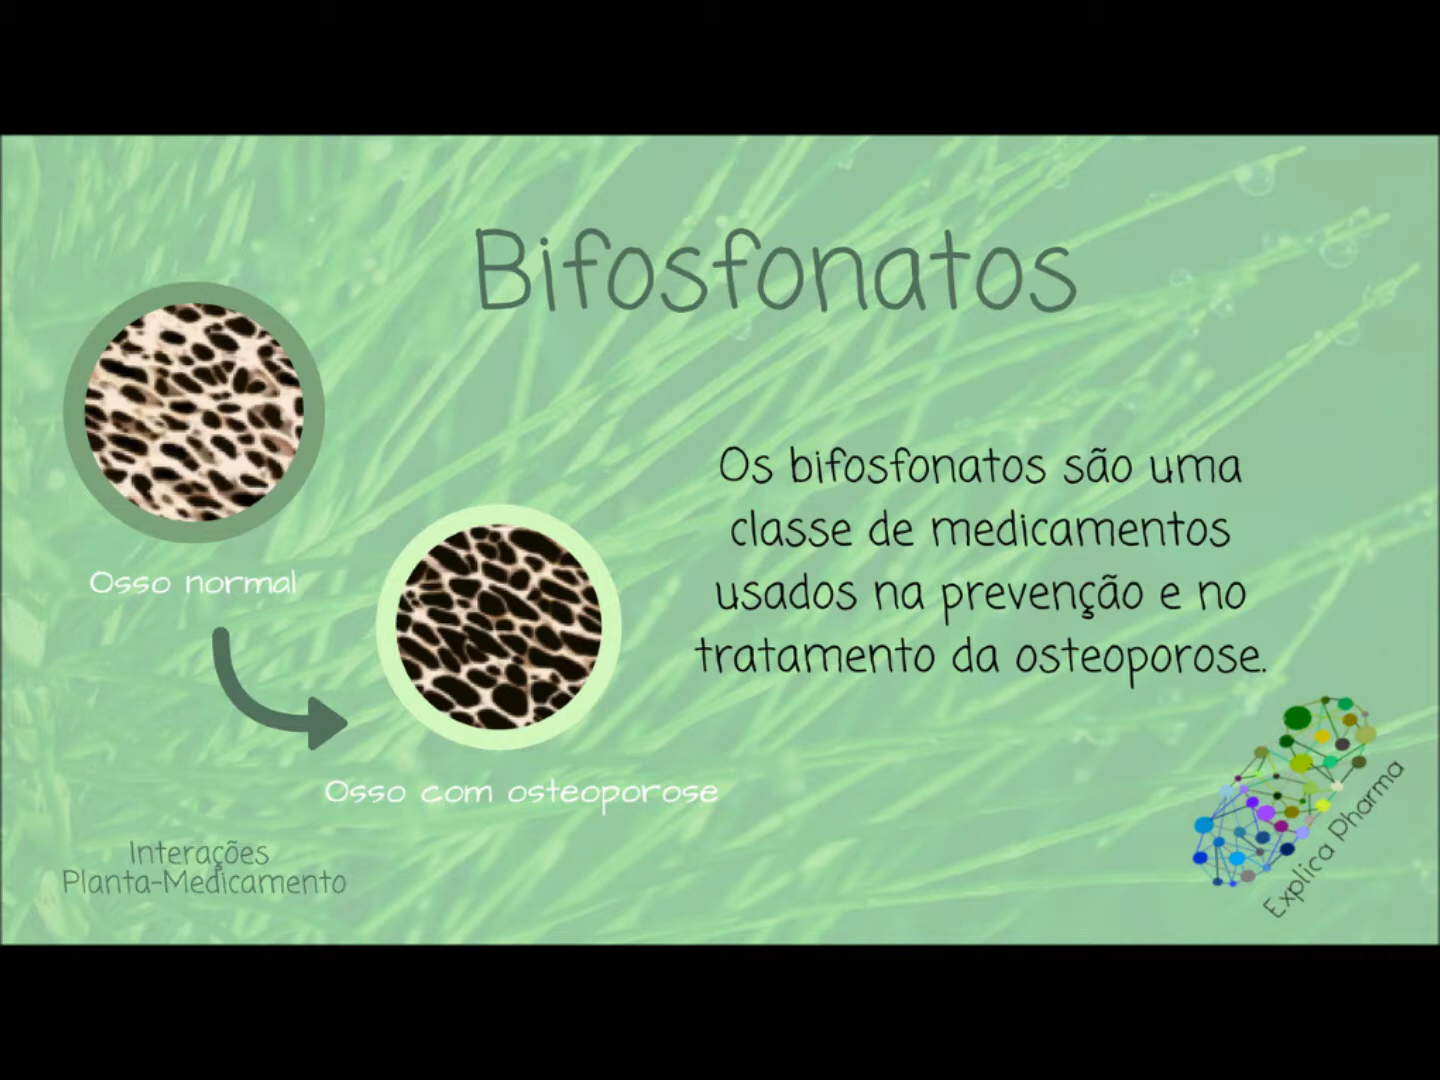 Bifosfonatos
Osso normal
Osso com osteoporose
Os bifosfonatos são uma
classe de medicamentos
usados na prevenção e no
tratamento da osteoporose.
Interações
Planta-Medicamento
Explica Pharma